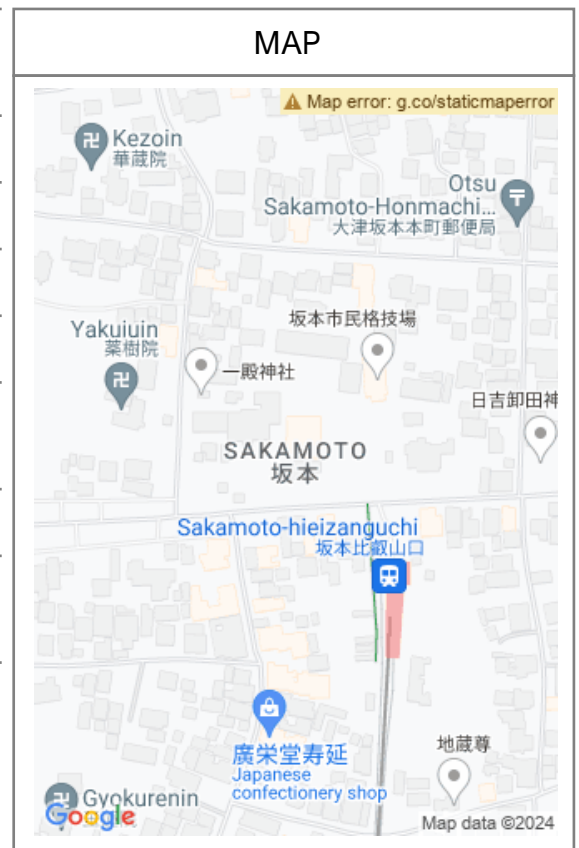 MAP
Map error: g.co/staticmaperror
Kezoin
華蔵院
Otsu
Sakamoto-Honmachi...
大津坂本本町郵便局
坂本市民格技場
Yakujuin
薬樹院
一殿神社
日吉卸田神
SAKAMOTO
坂本
Sakamoto-hieizanguchi
坂本比叡山口
廣栄堂寿延
Japanese
confectionery shop
地蔵尊
Gyokurenin
Google
Map data ©2024